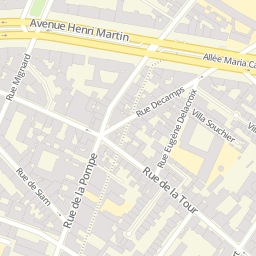 Avenue Henri Martin
Allée Maria Ca
Rue Mignard
Rue Decamps
Villa Souchier
Rue Eugène Delacroix
Rue de la Pompe
Rue de la Tour
Rue de Siam